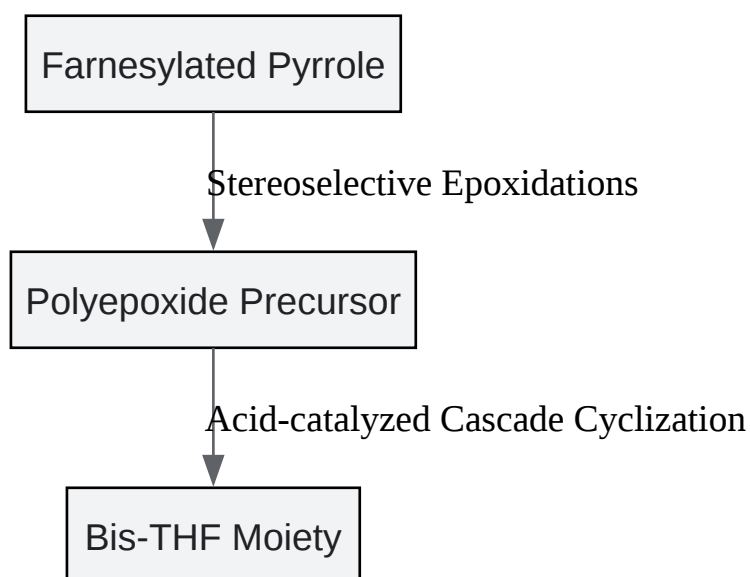 Farnesylated Pyrrole
Stereoselective Epoxidations
Polyepoxide Precursor
Acid-catalyzed Cascade Cyclization
Bis-THF Moiety